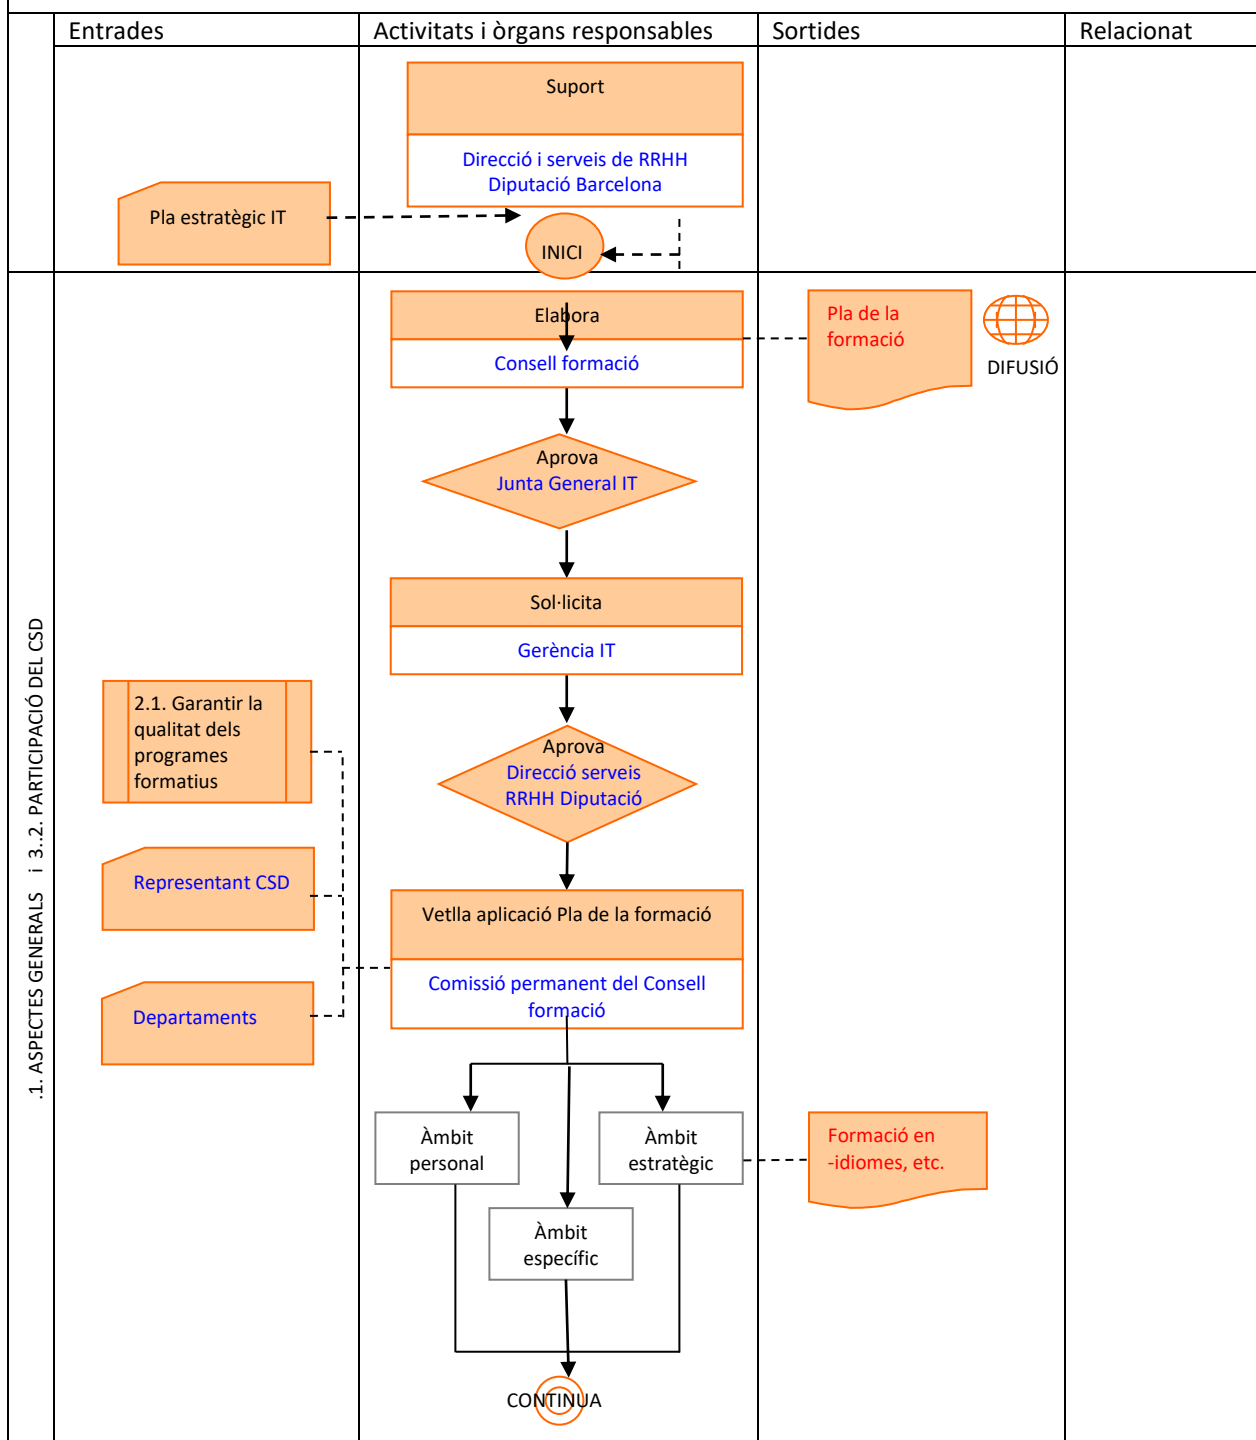 Entrades
Activitats i òrgans responsables
Sortides
Relacionat
Suport
Direcció i serveis de RRHH
Diputació Barcelona
Pla estratègic IT
INICI
.1. ASPECTES GENERALS i 3..2. PARTICIPACIÓ DEL CSD
Elabora
Consell formació
Pla de la
formació
DIFUSIÓ
Aprova
Junta General IT
Sol·licita
Gerència IT
2.1. Garantir la
qualitat dels
programes
formatius
Aprova
Direcció serveis
RRHH Diputació
Representant CSD
Vetlla aplicació Pla de la formació
Comissió permanent del Consell
formació
Departaments
Àmbit
personal
Àmbit
estratègic
Formació en
-idiomes, etc.
Àmbit
específic
CONTINUA